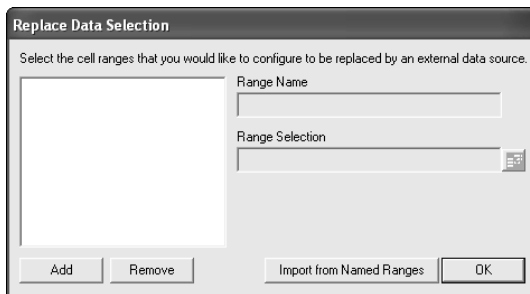 Replace Data Selection
Select the cell ranges that you would like to configure to be replaced by an external data source.
Range Name
Range Selection
Add
Remove
Import from Named Ranges
OK